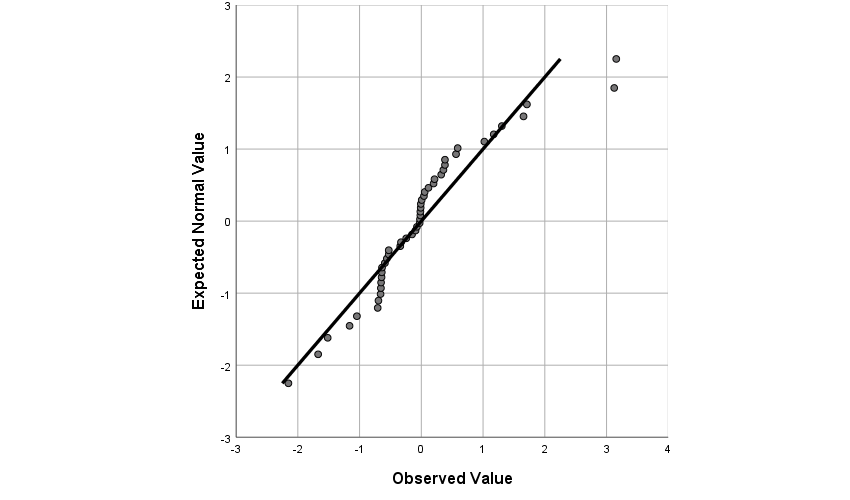 3
2
1
0
-1
-2
-3
Expected Normal Value
-3 -2 -1 0 1 2 3 4
Observed Value